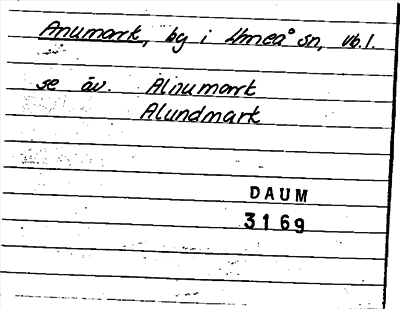 Anumark, by i Umeå sn, vb.l.
se äv. Alnumark
Alundmark
DAUM
3169